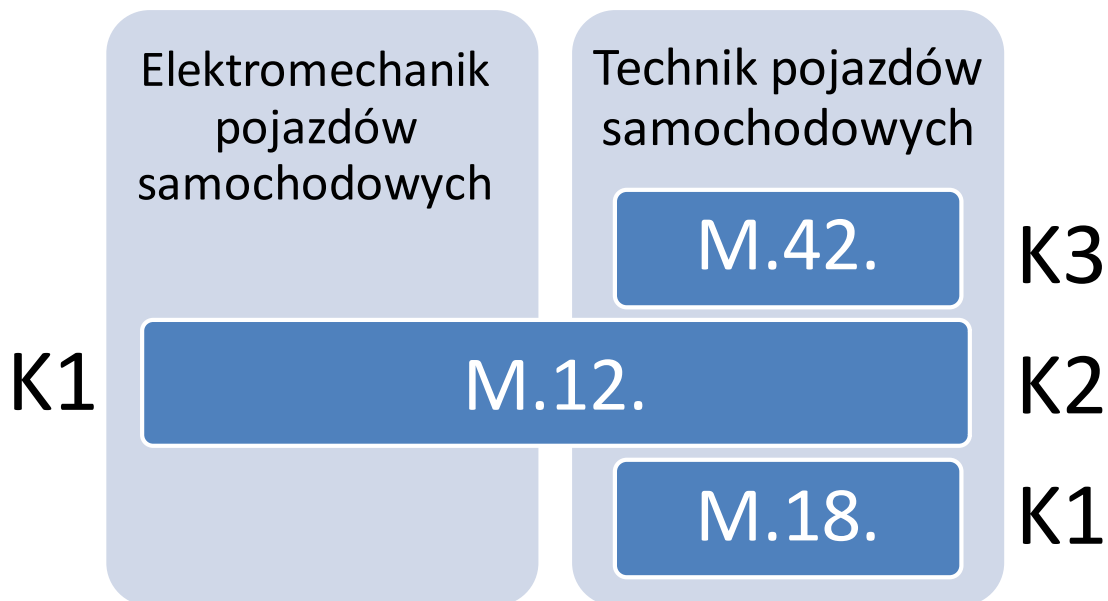 Elektromechanik
pojazdów
samochodowych
Technik pojazdów
samochodowych
M.42.
K3
K1
M.12.
K2
M.18.
K1